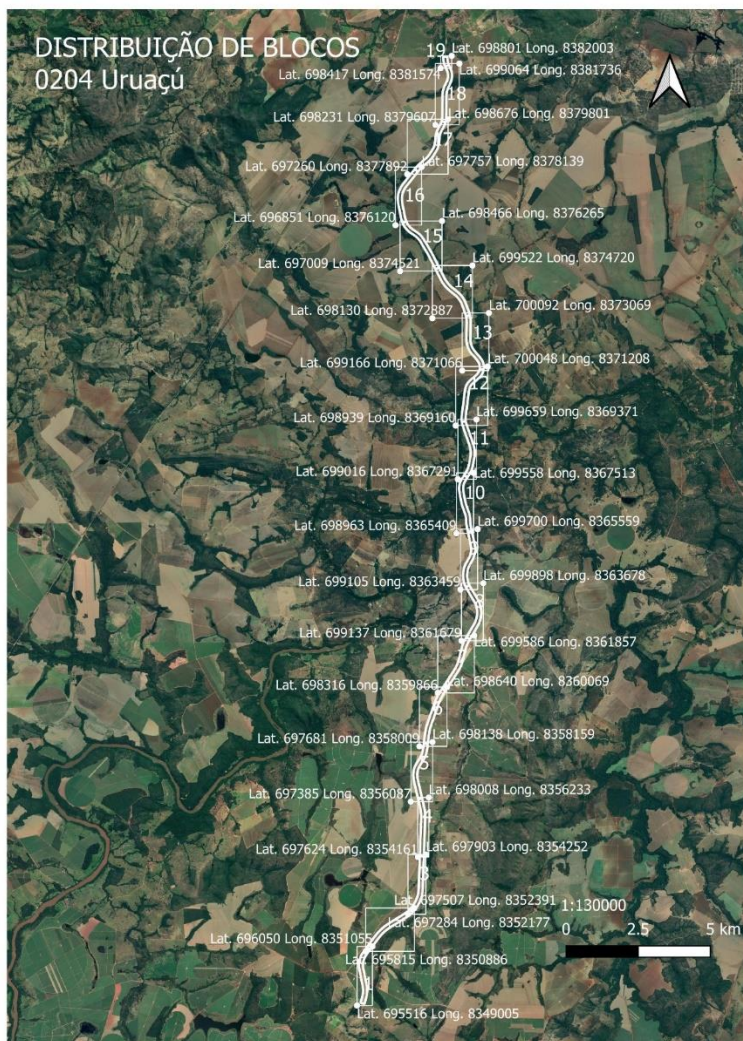 DISTRIBUIÇÃO DE BLOCOS
0204 Uruaçú
19
Lat. 698801 Long. 8382003
Lat. 698417 Long. 8381574
Lat. 699064 Long. 8381736
18
Lat. 698231 Long. 8379607
Lat. 698676 Long. 8379801
17
Lat. 697260 Long. 8377892
Lat. 697757 Long. 8378139
16
Lat. 696851 Long. 8376120
Lat. 698466 Long. 8376265
15
Lat. 697009 Long. 8374521
Lat. 699522 Long. 8374720
14
Lat. 698130 Long. 8372887
Lat. 700092 Long. 8373069
13
Lat. 699166 Long. 8371066
Lat. 700048 Long. 8371208
12
Lat. 698939 Long. 8369160
Lat. 699659 Long. 8369371
11
Lat. 699016 Long. 8367291
Lat. 699558 Long. 8367513
10
Lat. 698963 Long. 8365409
Lat. 699700 Long. 8365559
Lat. 699105 Long. 8363459
Lat. 699898 Long. 8363678
Lat. 699137 Long. 8361679
Lat. 699586 Long. 8361857
Lat. 698316 Long. 8359866
Lat. 698640 Long. 8360069
6
Lat. 697681 Long. 8358009
Lat. 698138 Long. 8358159
5
Lat. 697385 Long. 8356087
Lat. 698008 Long. 8356233
4
Lat. 697624 Long. 8354161
Lat. 697903 Long. 8354252
3
Lat. 697507 Long. 8352391
Lat. 697284 Long. 8352177
Lat. 696050 Long. 8351055
Lat. 695815 Long. 8350886
1
Lat. 695516 Long. 8349005
1:130000
0 2.5 5 km